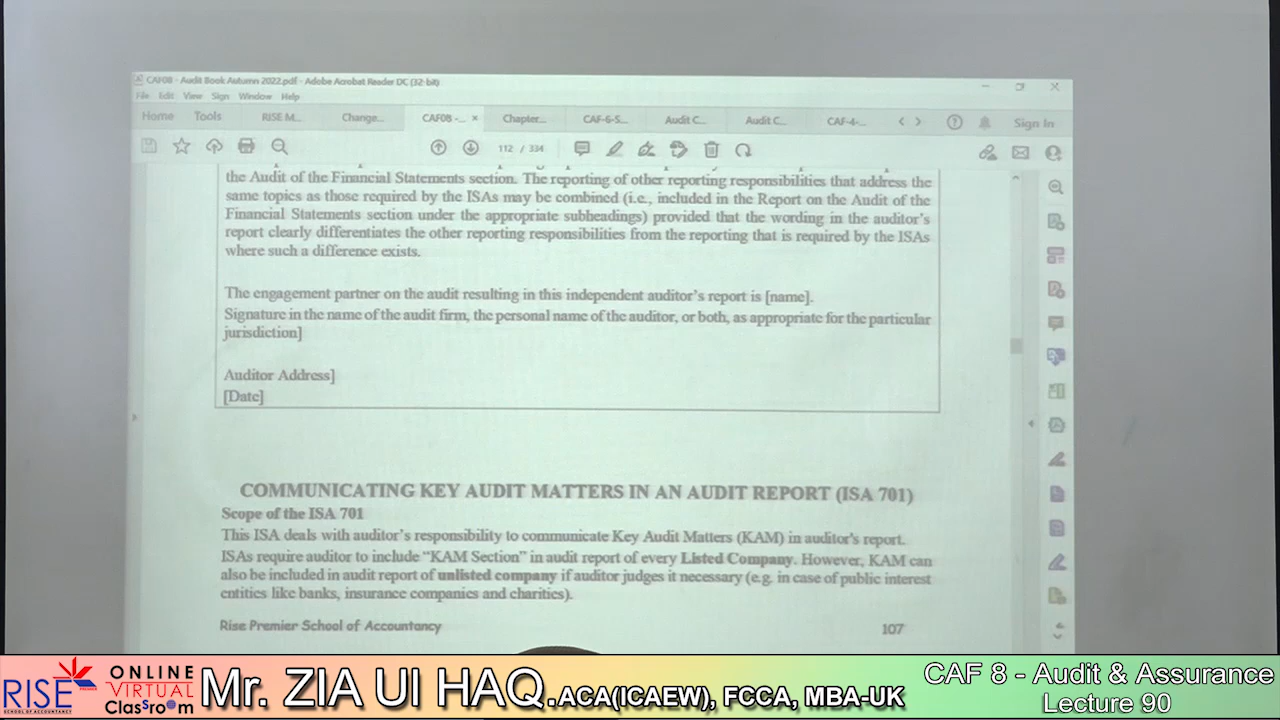 CAF08 - Audit Book Autumn 2022.pdf - Adobe Acrobat Reader DC (32-bit)
File Edit View Sign Window Help
Home Tools RISE M... Change... CAF08 -... × Chapter... CAF-6-S... Audit C... Audit C... CAF-4-... Sign In
112 / 334
the Audit of the Financial Statements section. The reporting of other reporting responsibilities that address the
same topics as those required by the ISAs may be combined (i.e., included in the Report on the Audit of the
Financial Statements section under the appropriate subheadings) provided that the wording in the auditor's
report clearly differentiates the other reporting responsibilities from the reporting that is required by the ISAs
where such a difference exists.
The engagement partner on the audit resulting in this independent auditor's report is [name].
Signature in the name of the audit firm, the personal name of the auditor, or both, as appropriate for the particular
jurisdiction]
Auditor Address]
[Date]
COMMUNICATING KEY AUDIT MATTERS IN AN AUDIT REPORT (ISA 701)
Scope of the ISA 701
This ISA deals with auditor's responsibility to communicate Key Audit Matters (KAM) in auditor's report.
ISAs require auditor to include “KAM Section” in audit report of every Listed Company. However, KAM can
also be included in audit report of unlisted company if auditor judges it necessary (e.g. in case of public interest
entities like banks, insurance companies and charities).
Rise Premier School of Accountancy 107
RISE PREMIER
SCHOOL OF ACCOUNTANCY
ONLINE
VIRTUAL
ClasSroom
Mr. ZIA Ul HAQ. ACA(ICAEW), FCCA, MBA-UK
CAF 8 - Audit & Assurance
Lecture 90